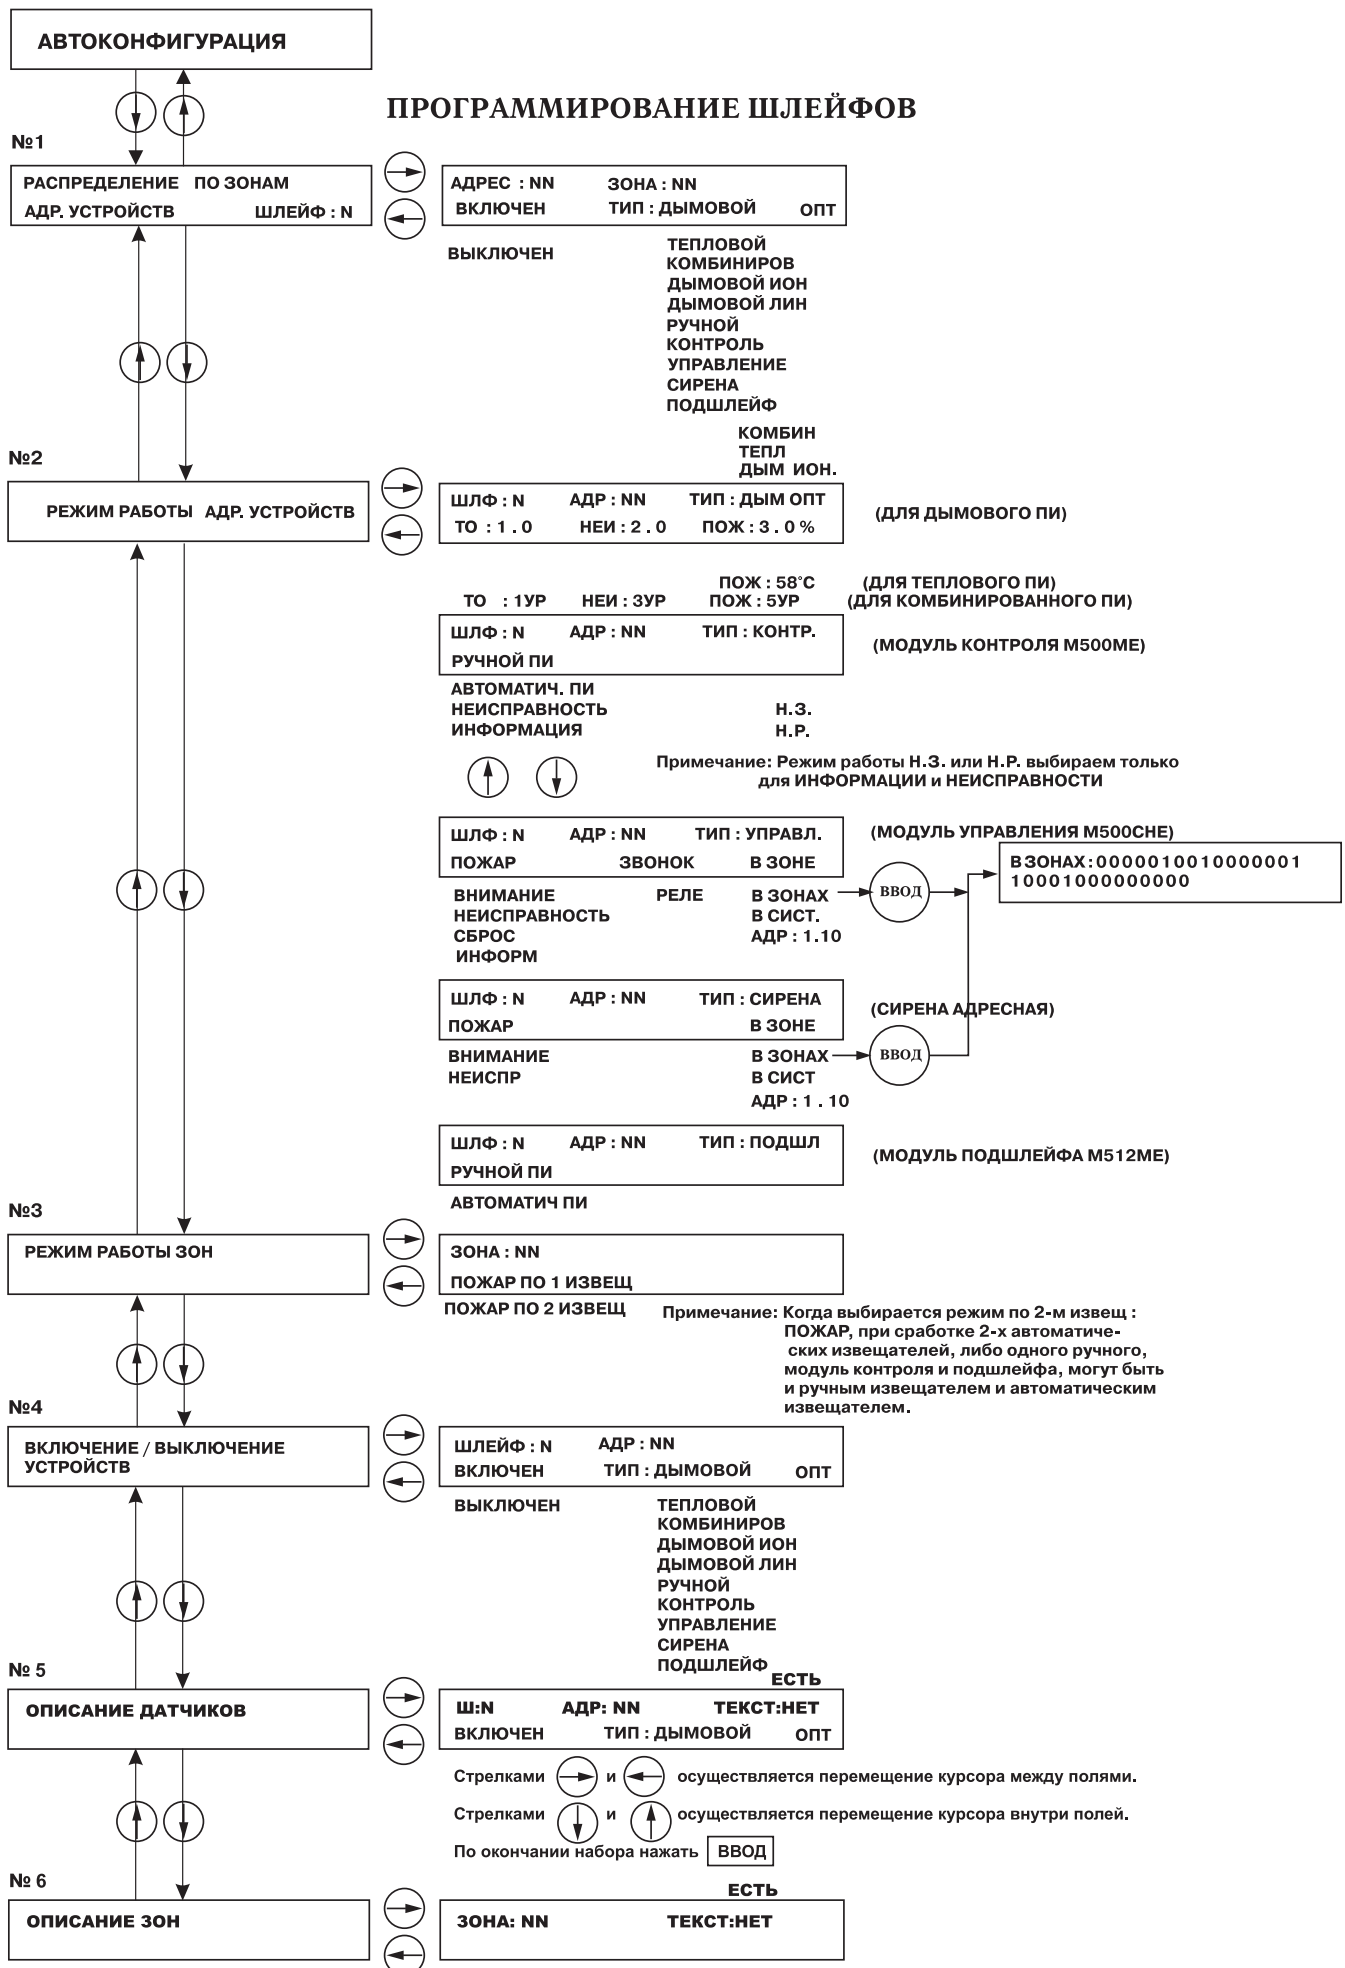 АВТОКОНФИГУРАЦИЯ
ПРОГРАММИРОВАНИЕ ШЛЕЙФОВ
№1
РАСПРЕДЕЛЕНИЕ ПО ЗОНАМ
АДР. УСТРОЙСТВ ШЛЕЙФ : N
АДРЕС : NN ЗОНА : NN
ВКЛЮЧЕН ТИП : ДЫМОВОЙ ОПТ
ВЫКЛЮЧЕН ТЕПЛОВОЙ
КОМБИНИРОВ
ДЫМОВОЙ ИОН
ДЫМОВОЙ ЛИН
РУЧНОЙ
КОНТРОЛЬ
УПРАВЛЕНИЕ
СИРЕНА
ПОДШЛЕЙФ
КОМБИН
ТЕПЛ
ДЫМ ИОН.
№2
РЕЖИМ РАБОТЫ АДР. УСТРОЙСТВ
ШЛФ : N АДР : NN ТИП : ДЫМ ОПТ
ТО : 1 . 0 НЕИ : 2 . 0 ПОЖ : 3 . 0 %
(ДЛЯ ДЫМОВОГО ПИ)
ПОЖ : 58°С (ДЛЯ ТЕПЛОВОГО ПИ)
ТО : 1УР НЕИ : 3УР ПОЖ : 5УР (ДЛЯ КОМБИНИРОВАННОГО ПИ)
ШЛФ : N АДР : NN ТИП : КОНТР.
РУЧНОЙ ПИ
(МОДУЛЬ КОНТРОЛЯ М500МЕ)
АВТОМАТИЧ. ПИ
НЕИСПРАВНОСТЬ Н.З.
ИНФОРМАЦИЯ Н.Р.
Примечание: Режим работы Н.З. или Н.Р. выбираем только
для ИНФОРМАЦИИ и НЕИСПРАВНОСТИ
ШЛФ : N АДР : NN ТИП : УПРАВЛ.
ПОЖАР ЗВОНОК В ЗОНЕ
(МОДУЛЬ УПРАВЛЕНИЯ М500СНЕ)
ВНИМАНИЕ РЕЛЕ В ЗОНАХ
НЕИСПРАВНОСТЬ В СИСТ.
СБРОС АДР : 1.10
ИНФОРМ
ВВОД
В ЗОНАХ : 0000010010000001
10001000000000
ШЛФ : N АДР : NN ТИП : СИРЕНА
ПОЖАР В ЗОНЕ
(СИРЕНА АДРЕСНАЯ)
ВНИМАНИЕ В ЗОНАХ
НЕИСПР В СИСТ
АДР : 1 . 10
ВВОД
ШЛФ : N АДР : NN ТИП : ПОДШЛ
РУЧНОЙ ПИ
(МОДУЛЬ ПОДШЛЕЙФА М512МЕ)
АВТОМАТИЧ ПИ
№3
РЕЖИМ РАБОТЫ ЗОН
ЗОНА : NN
ПОЖАР ПО 1 ИЗВЕЩ
ПОЖАР ПО 2 ИЗВЕЩ
Примечание: Когда выбирается режим по 2-м извещ :
ПОЖАР, при сработке 2-х автоматиче-
ских извещателей, либо одного ручного,
модуль контроля и подшлейфа, могут быть
и ручным извещателем и автоматическим
извещателем.
№4
ВКЛЮЧЕНИЕ / ВЫКЛЮЧЕНИЕ
УСТРОЙСТВ
ШЛЕЙФ : N АДР : NN
ВКЛЮЧЕН ТИП : ДЫМОВОЙ ОПТ
ВЫКЛЮЧЕН ТЕПЛОВОЙ
КОМБИНИРОВ
ДЫМОВОЙ ИОН
ДЫМОВОЙ ЛИН
РУЧНОЙ
КОНТРОЛЬ
УПРАВЛЕНИЕ
СИРЕНА
ПОДШЛЕЙФ
ЕСТЬ
№ 5
ОПИСАНИЕ ДАТЧИКОВ
Ш:N АДР: NN ТЕКСТ:НЕТ
ВКЛЮЧЕН ТИП : ДЫМОВОЙ ОПТ
Стрелками → и ← осуществляется перемещение курсора между полями.
Стрелками ↓ и ↑ осуществляется перемещение курсора внутри полей.
По окончании набора нажать ВВОД
№ 6
ЕСТЬ
ОПИСАНИЕ ЗОН
ЗОНА: NN ТЕКСТ:НЕТ